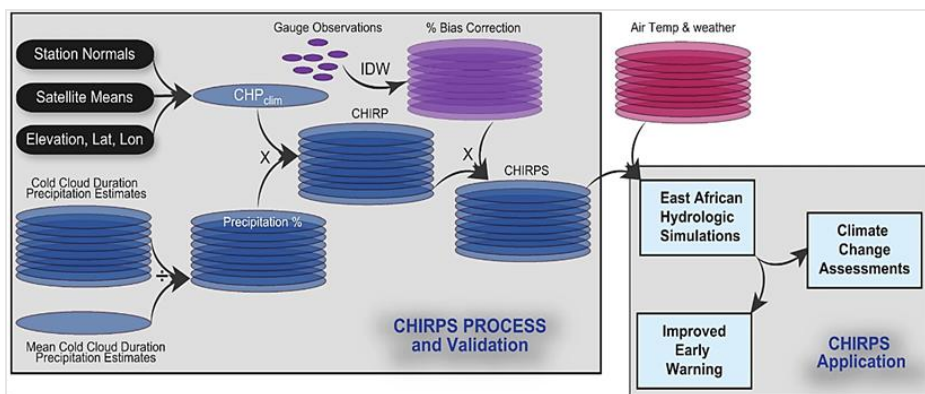 Gauge Observations
% Bias Correction
Air Temp & weather
Station Normals
Satellite Means
Elevation, Lat, Lon
IDW
CHPclim
CHIRP
X
X
CHIRPS
Cold Cloud Duration
Precipitation Estimates
Precipitation %
÷
Mean Cold Cloud Duration
Precipitation Estimates
CHIRPS PROCESS
and Validation
East African
Hydrologic
Simulations
Climate
Change
Assessments
Improved
Early
Warning
CHIRPS
Application